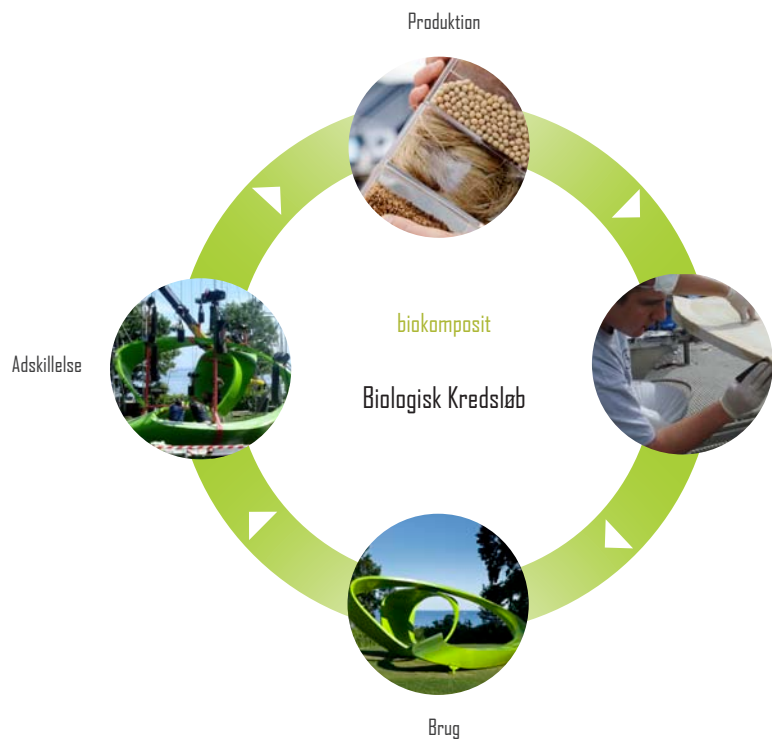 Produktion
biokomposit
Adskillelse
Biologisk Kredsløb
Brug